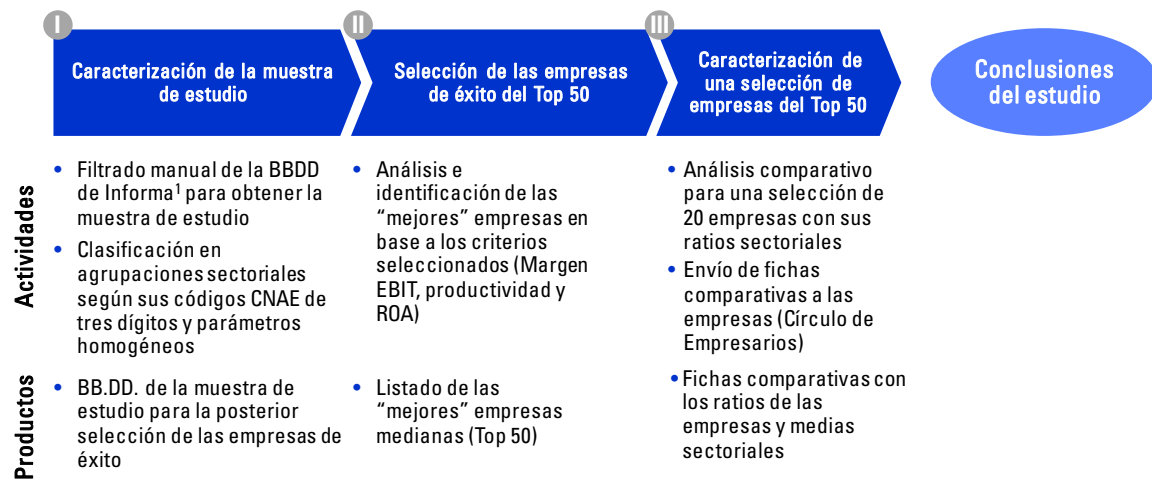 I
II
III
Caracterización de la muestra
de estudio
Selección de las empresas
de éxito del Top 50
Caracterización de
una selección de
empresas del Top 50
Conclusiones
del estudio
Actividades
• Filtrado manual de la BBDD
de Informa1 para obtener la
muestra de estudio
• Clasificación en
agrupaciones sectoriales
según sus códigos CNAE de
tres dígitos y parámetros
homogéneos
• Análisis e
identificación de las
“mejores” empresas en
base a los criterios
seleccionados (Margen
EBIT, productividad y
ROA)
• Análisis comparativo
para una selección de
20 empresas con sus
ratios sectoriales
• Envío de fichas
comparativas a las
empresas (Círculo de
Empresarios)
Productos
• BB.DD. de la muestra de
estudio para la posterior
selección de las empresas de
éxito
• Listado de las
“mejores” empresas
medianas (Top 50)
• Fichas comparativas con
los ratios de las
empresas y medias
sectoriales